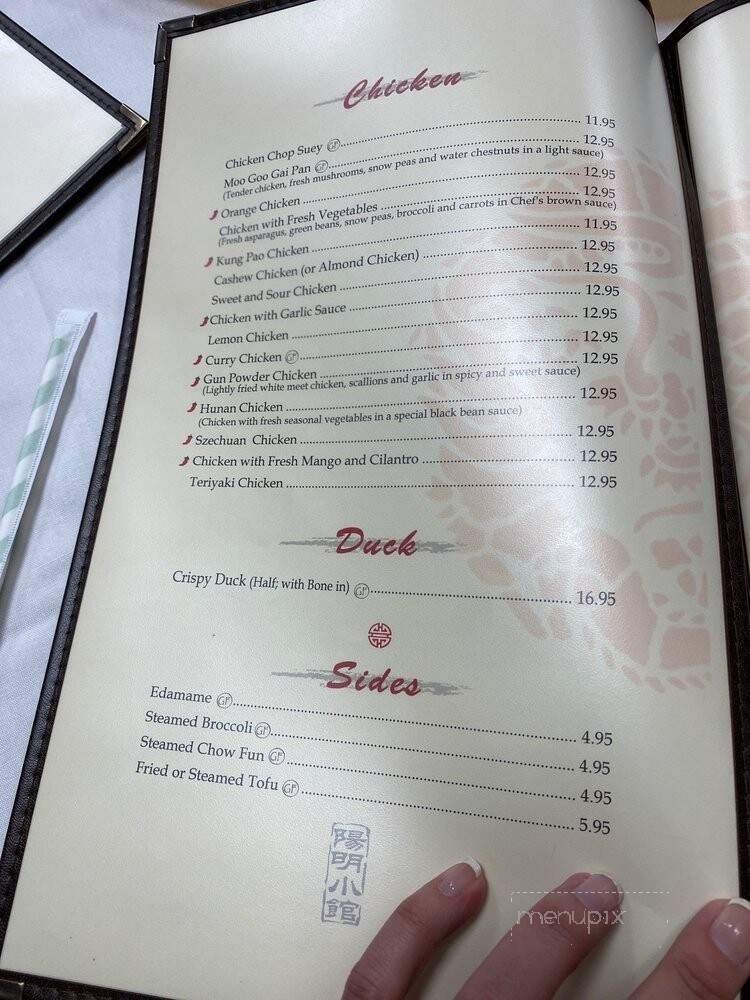 Chicken
Chicken Chop Suey GF 11.95
Moo Goo Gai Pan GF 12.95
(Tender chicken, fresh mushrooms, snow peas and water chestnuts in a light sauce)
Orange Chicken 12.95
Chicken with Fresh Vegetables 12.95
(Fresh asparagus, green beans, snow peas, broccoli and carrots in Chef's brown sauce)
Kung Pao Chicken 11.95
Cashew Chicken (or Almond Chicken) 12.95
Sweet and Sour Chicken 12.95
Chicken with Garlic Sauce 12.95
Lemon Chicken 12.95
Curry Chicken GF 12.95
Gun Powder Chicken 12.95
(Lightly fried white meet chicken, scallions and garlic in spicy and sweet sauce)
Hunan Chicken 12.95
(Chicken with fresh seasonal vegetables in a special black bean sauce)
Szechuan Chicken 12.95
Chicken with Fresh Mango and Cilantro 12.95
Teriyaki Chicken 12.95
Duck
Crispy Duck (Half; with Bone in) GF 16.95
Sides
Edamame GF 4.95
Steamed Broccoli GF 4.95
Steamed Chow Fun GF 4.95
Fried or Steamed Tofu GF 5.95
陽明小館
menupix